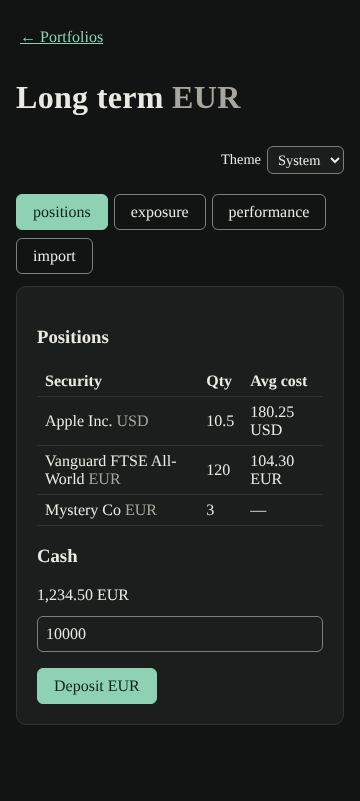 ← Portfolios
Long term EUR
Theme System
positions exposure performance
import
Positions
Security Qty Avg cost
Apple Inc. USD 10.5 180.25 USD
Vanguard FTSE All-World EUR 120 104.30 EUR
Mystery Co EUR 3 —
Cash
1,234.50 EUR
10000
Deposit EUR